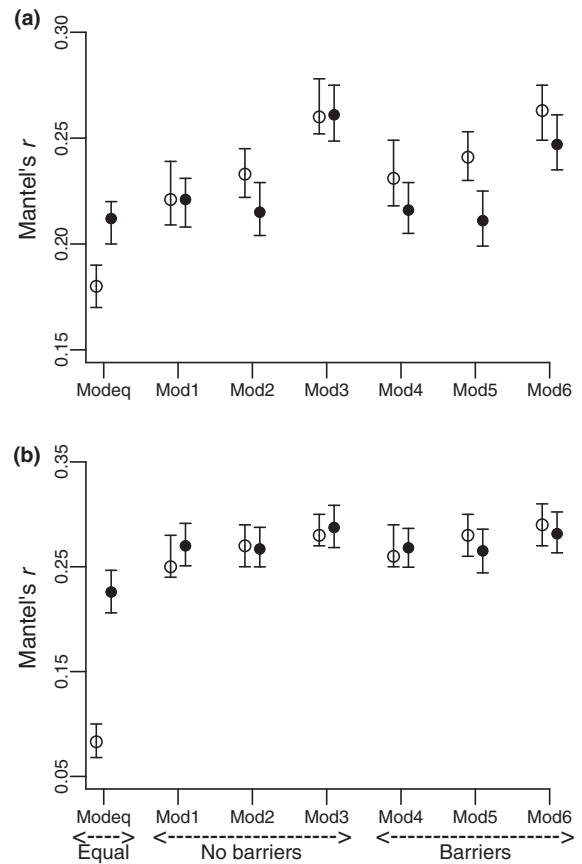 (a)
0.30
0.25
0.20
0.15
Mantel's r
Modeq Mod1 Mod2 Mod3 Mod4 Mod5 Mod6
(b)
0.35
0.25
0.15
0.05
Mantel's r
Modeq Mod1 Mod2 Mod3 Mod4 Mod5 Mod6
Equal No barriers Barriers